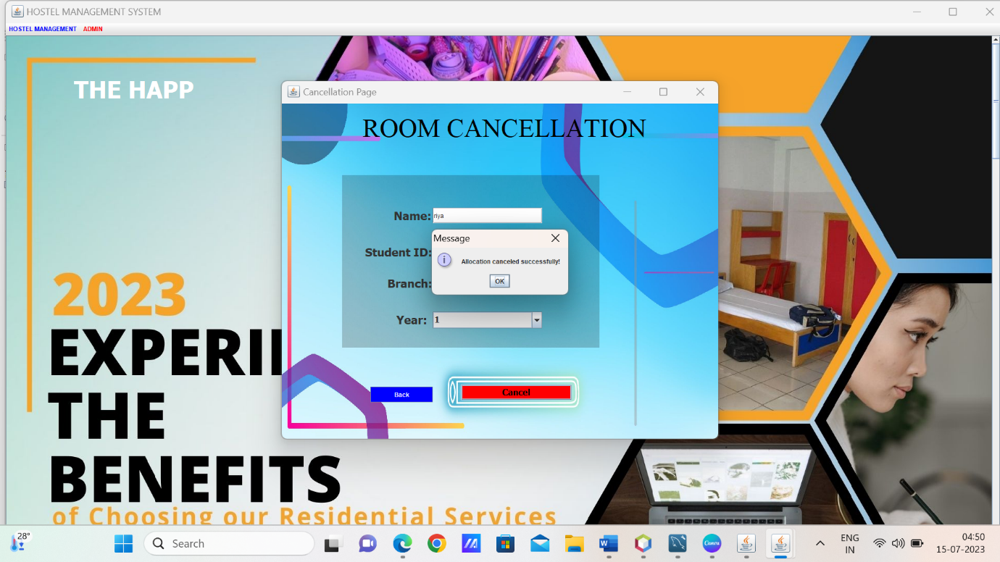 HOSTEL MANAGEMENT SYSTEM
HOSTEL MANAGEMENT ADMIN
THE HAPP
Cancellation Page
ROOM CANCELLATION
Name: riya
Message
Student ID:
Allocation canceled successfully!
OK
Branch:
Year: 1
Back
Cancel
2023
EXPERI
THE
BENEFITS
of Choosing our Residential Services
28°
Search
Canva
ENG
IN
04:50
15-07-2023